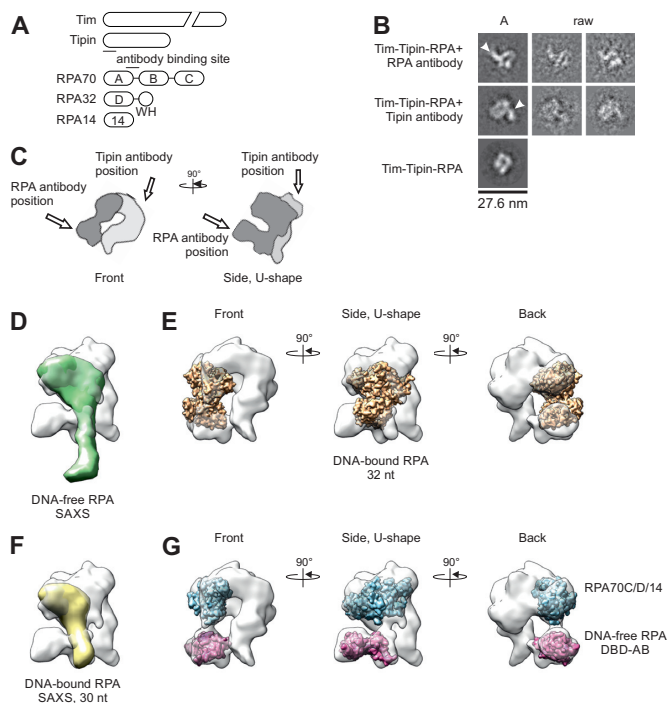 A
Tim
Tipin
antibody binding site
RPA70 A B C
RPA32 D
WH
RPA14 14
B
A raw
Tim-Tipin-RPA+
RPA antibody
Tim-Tipin-RPA+
Tipin antibody
Tim-Tipin-RPA
27.6 nm
C
Tipin antibody
position
RPA antibody
position
90°
Tipin antibody
position
RPA antibody
position
Front
Side, U-shape
D
DNA-free RPA
SAXS
E
Front
90°
Side, U-shape
90°
Back
DNA-bound RPA
32 nt
F
DNA-bound RPA
SAXS, 30 nt
G
Front
90°
Side, U-shape
90°
Back
RPA70C/D/14
DNA-free RPA
DBD-AB